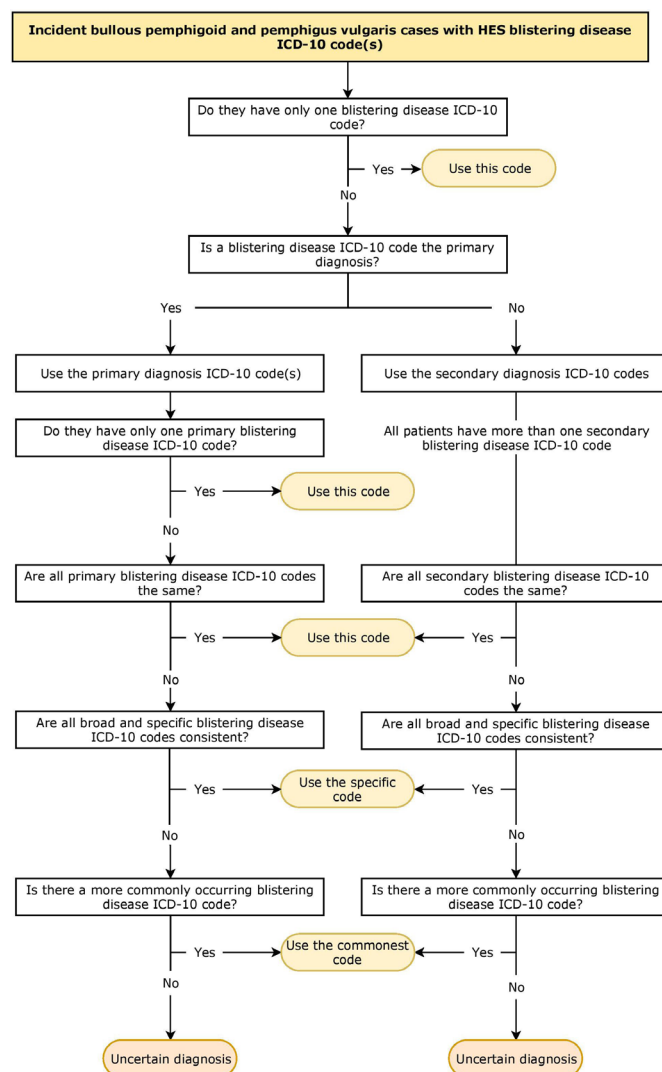 Incident bullous pemphigoid and pemphigus vulgaris cases with HES blistering disease
ICD-10 code(s)
Do they have only one blistering disease ICD-10
code?
Yes
Use this code
No
Is a blistering disease ICD-10 code the primary
diagnosis?
Yes
No
Use the primary diagnosis ICD-10 code(s)
Use the secondary diagnosis ICD-10 codes
Do they have only one primary blistering
disease ICD-10 code?
All patients have more than one secondary
blistering disease ICD-10 code
Yes
Use this code
No
Are all primary blistering disease ICD-10 codes
the same?
Are all secondary blistering disease ICD-10
codes the same?
Yes
Use this code
Yes
No
No
Are all broad and specific blistering disease
ICD-10 codes consistent?
Are all broad and specific blistering disease
ICD-10 codes consistent?
Yes
Use the specific
code
Yes
No
No
Is there a more commonly occurring blistering
disease ICD-10 code?
Is there a more commonly occurring blistering
disease ICD-10 code?
Yes
Use the commonest
code
Yes
No
No
Uncertain diagnosis
Uncertain diagnosis